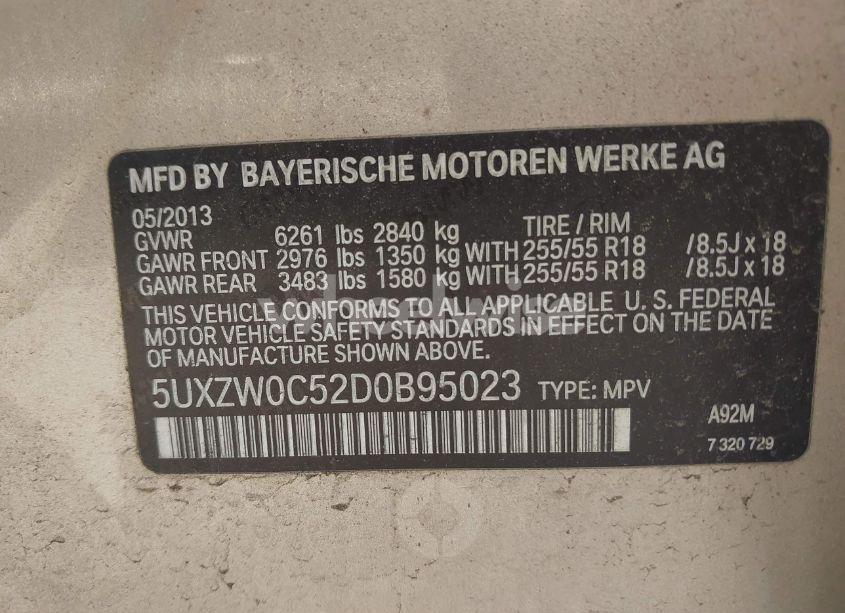 MFD BY BAYERISCHE MOTOREN WERKE AG
05/2013 TIRE / RIM
GVWR 6261 lbs 2840 kg
GAWR FRONT 2976 lbs 1350 kg WITH 255/55 R18 /8.5J x 18
GAWR REAR 3483 lbs 1580 kg WITH 255/55 R18 /8.5J x 18
THIS VEHICLE CONFORMS TO ALL APPLICABLE U. S. FEDERAL
MOTOR VEHICLE SAFETY STANDARDS IN EFFECT ON THE DATE
OF MANUFACTURE SHOWN ABOVE.
5UXZW0C52D0B95023 TYPE: MPV
A92M
7 320 729